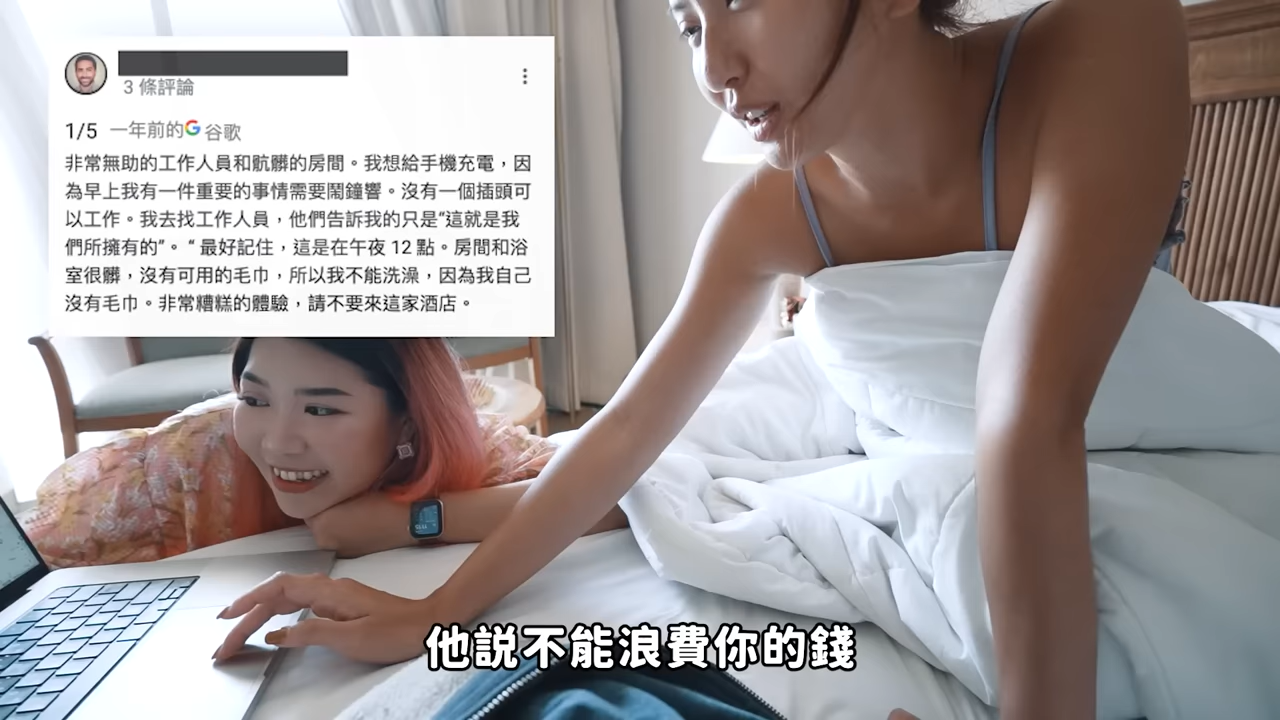 3 條評論
1/5 一年前的G谷歌
非常無助的工作人員和骯髒的房間。我想給手機充電，因
為早上我有一件重要的事情需要鬧鐘響。沒有一個插頭可
以工作。我去找工作人員，他們告訴我的只是"這就是我
們所擁有的"。 " 最好記住，這是在午夜 12 點。房間和浴
室很髒，沒有可用的毛巾，所以我不能洗澡，因為我自己
沒有毛巾。非常糟糕的體驗，請不要來這家酒店。
他説不能浪費你的錢